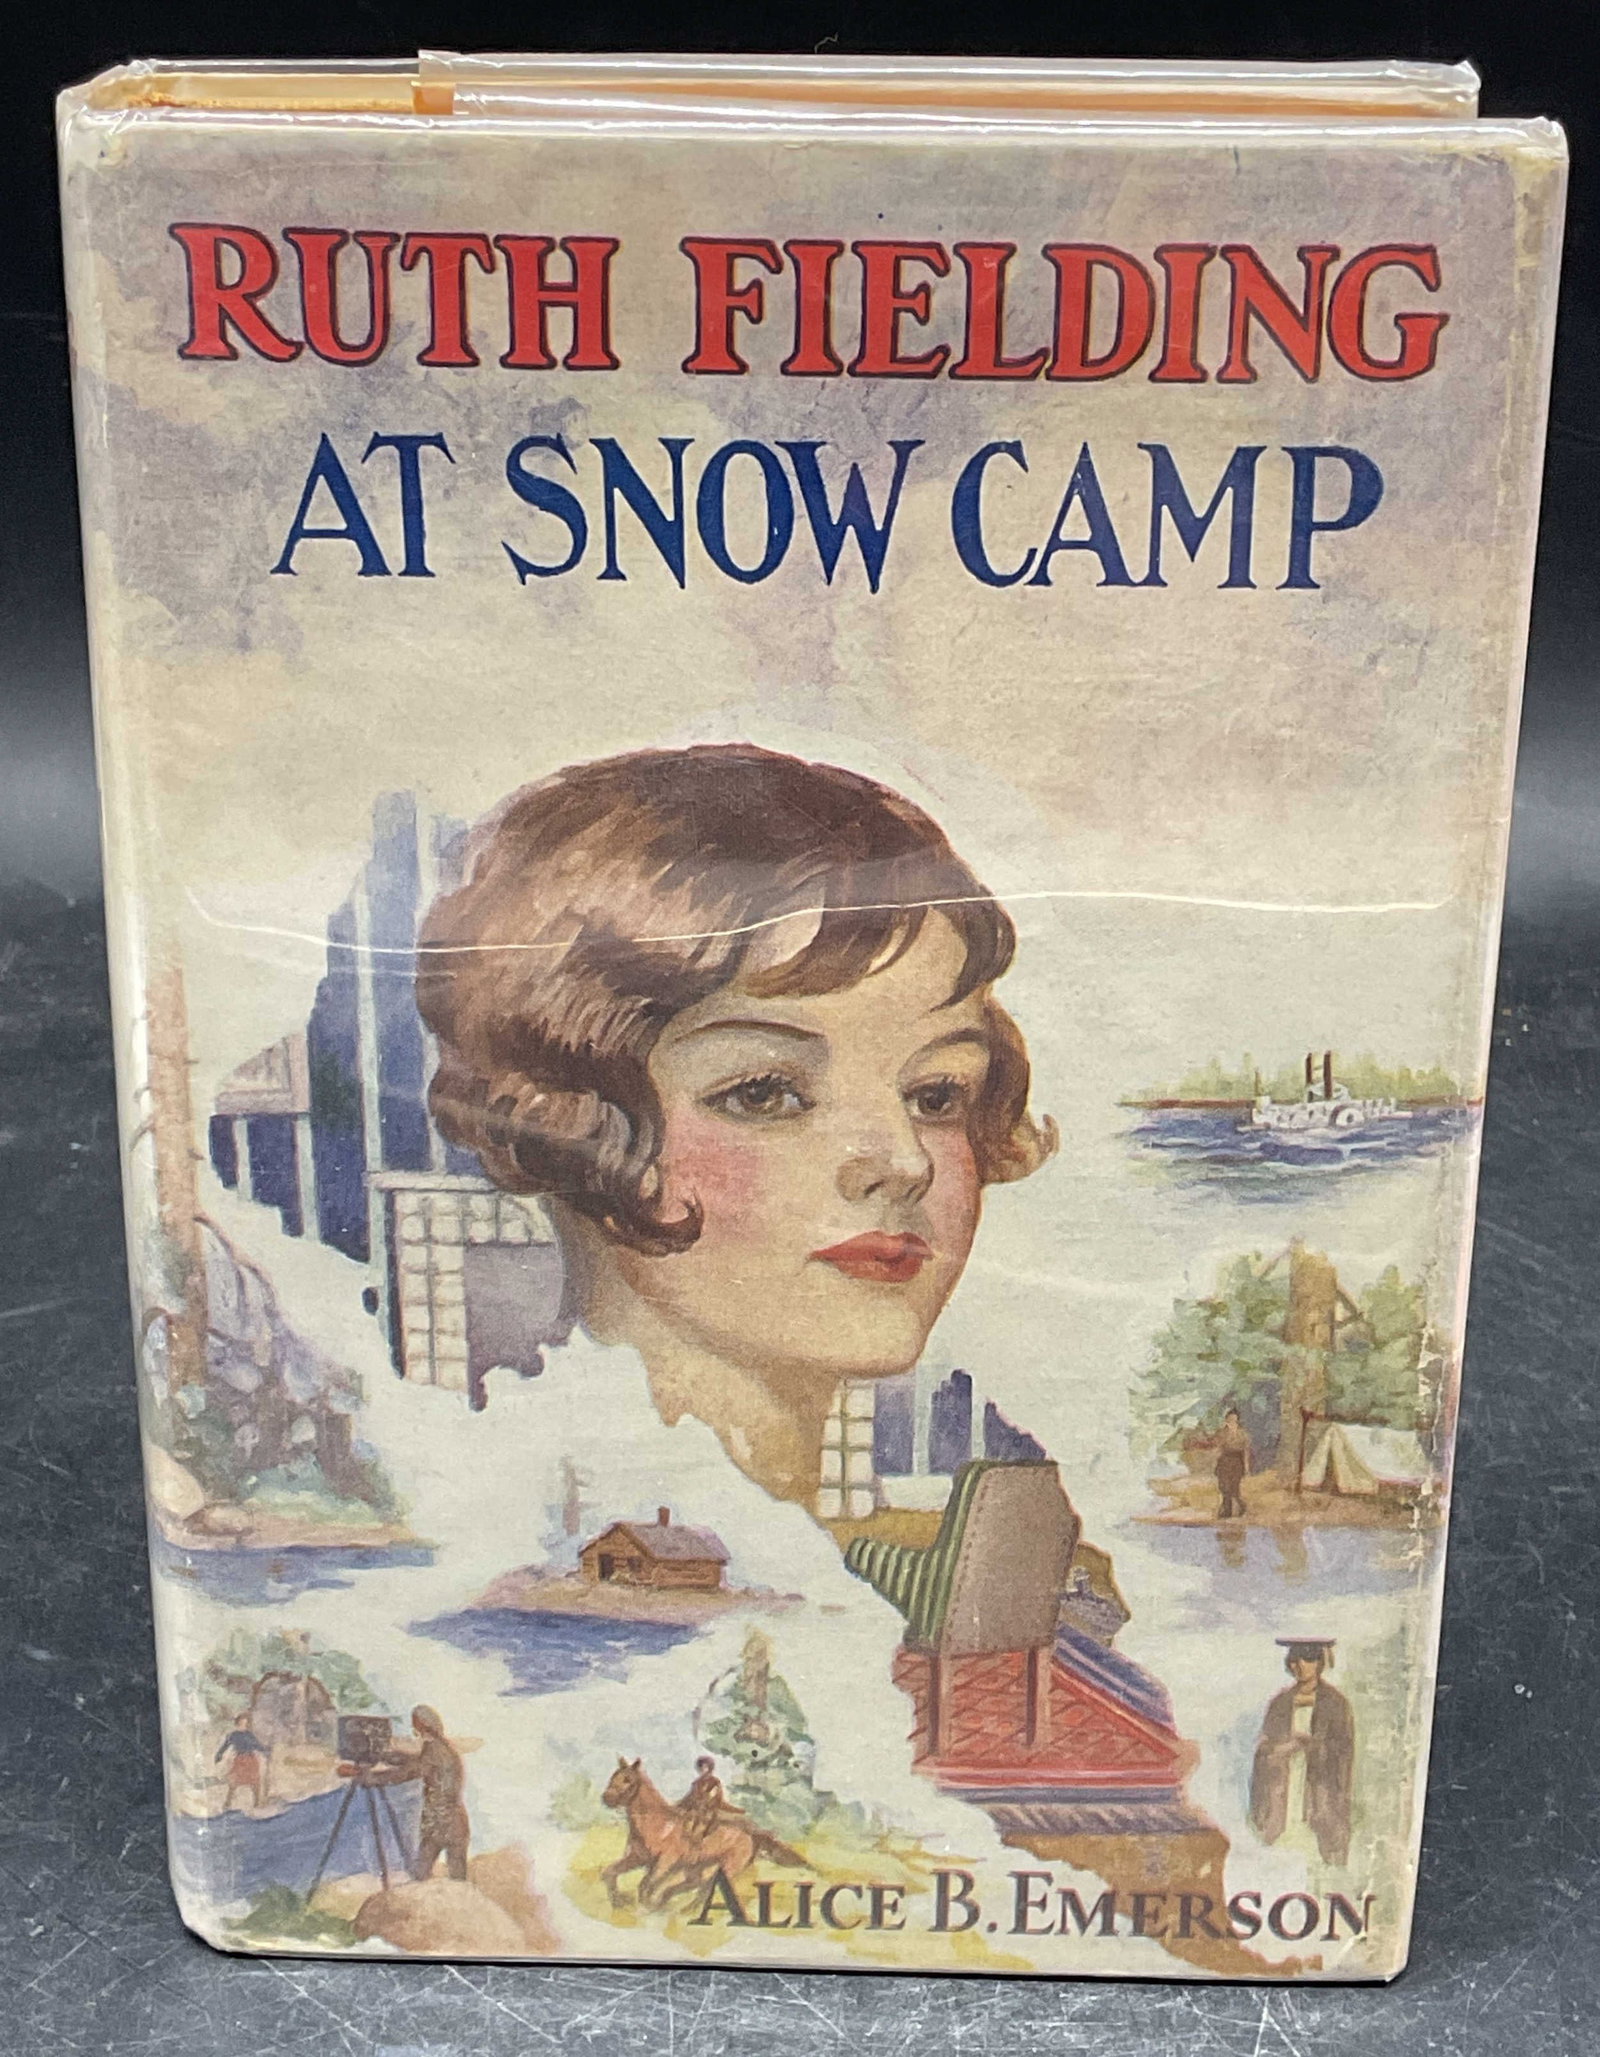 RUTH FIELDING
AT SNOW CAMP
ALICE B. EMERSON